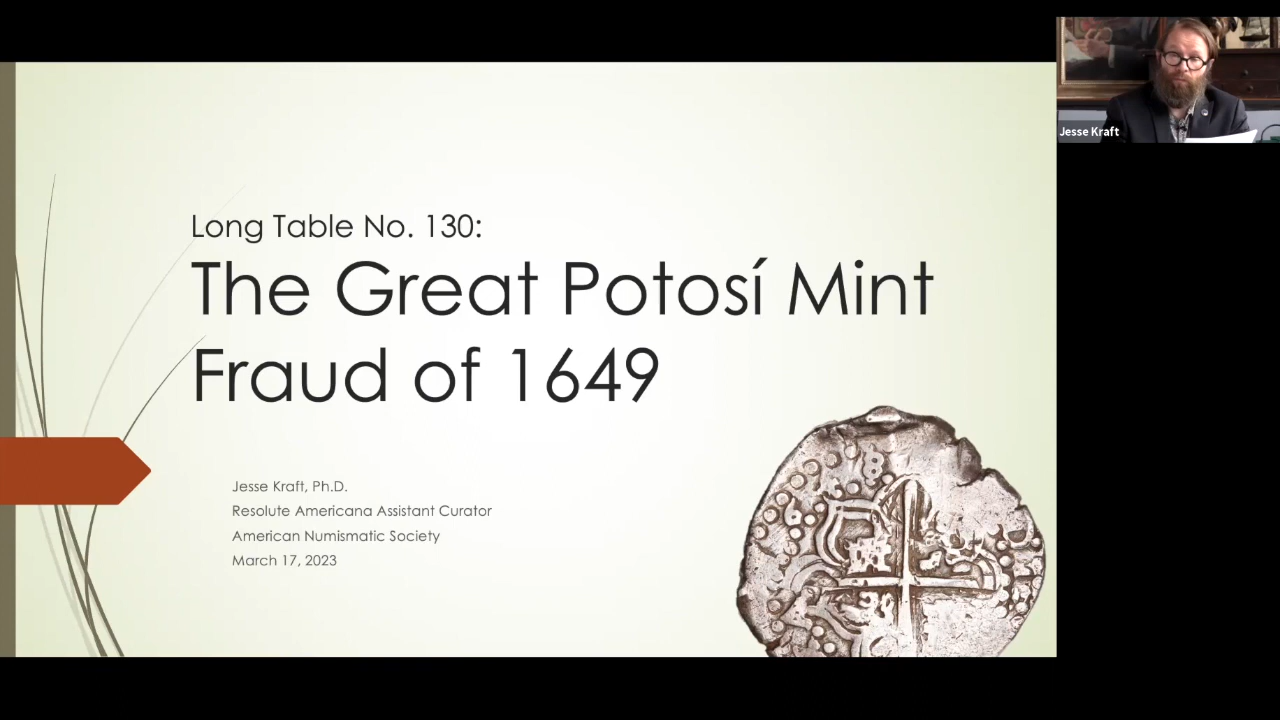 Long Table No. 130:
The Great Potosí Mint
Fraud of 1649
Jesse Kraft, Ph.D.
Resolute Americana Assistant Curator
American Numismatic Society
March 17, 2023
Jesse Kraft